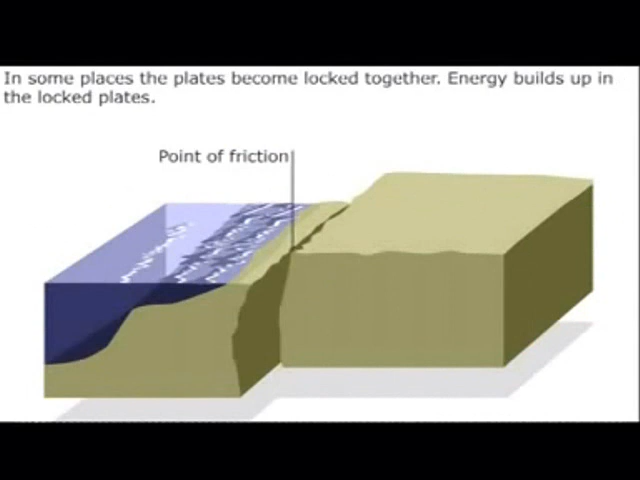 In some places the plates become locked together. Energy builds up in
the locked plates.
Point of friction